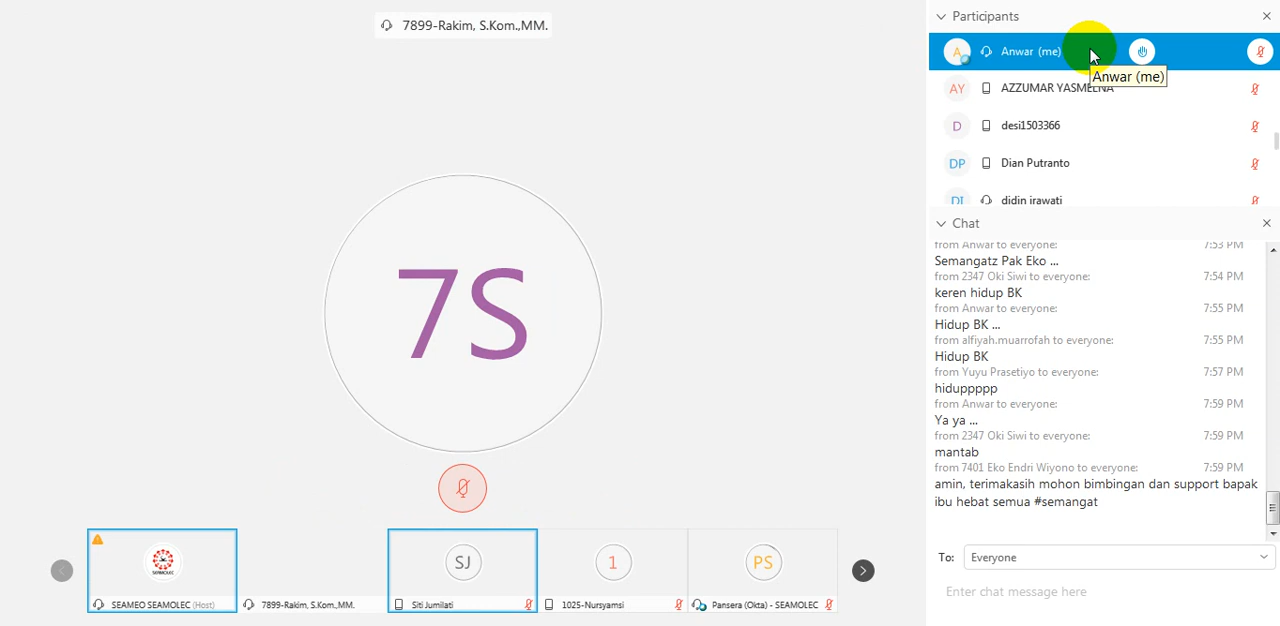 7899-Rakim, S.Kom.,MM.
7S
SEAMOLEC
SEAMEO SEAMOLEC (Host)
7899-Rakim, S.Kom.,MM.
SJ
Siti Jumilati
1
1025-Nursyamsi
PS
Pansera (Okta) - SEAMOLEC
Participants
A
Anwar (me)
Anwar (me)
AY
AZZUMAR YASMEENA
D
desi1503366
DP
Dian Putranto
DI
didin irawati
Chat
from Anwar to everyone: 7:53 PM
Semangatz Pak Eko ...
from 2347 Oki Siwi to everyone: 7:54 PM
keren hidup BK
from Anwar to everyone: 7:55 PM
Hidup BK ...
from alfiyah.muarrofah to everyone: 7:55 PM
Hidup BK
from Yuyu Prasetiyo to everyone: 7:57 PM
hiduppppp
from Anwar to everyone: 7:59 PM
Ya ya ...
from 2347 Oki Siwi to everyone: 7:59 PM
mantab
from 7401 Eko Endri Wiyono to everyone: 7:59 PM
amin, terimakasih mohon bimbingan dan support bapak
ibu hebat semua #semangat
To: Everyone
Enter chat message here